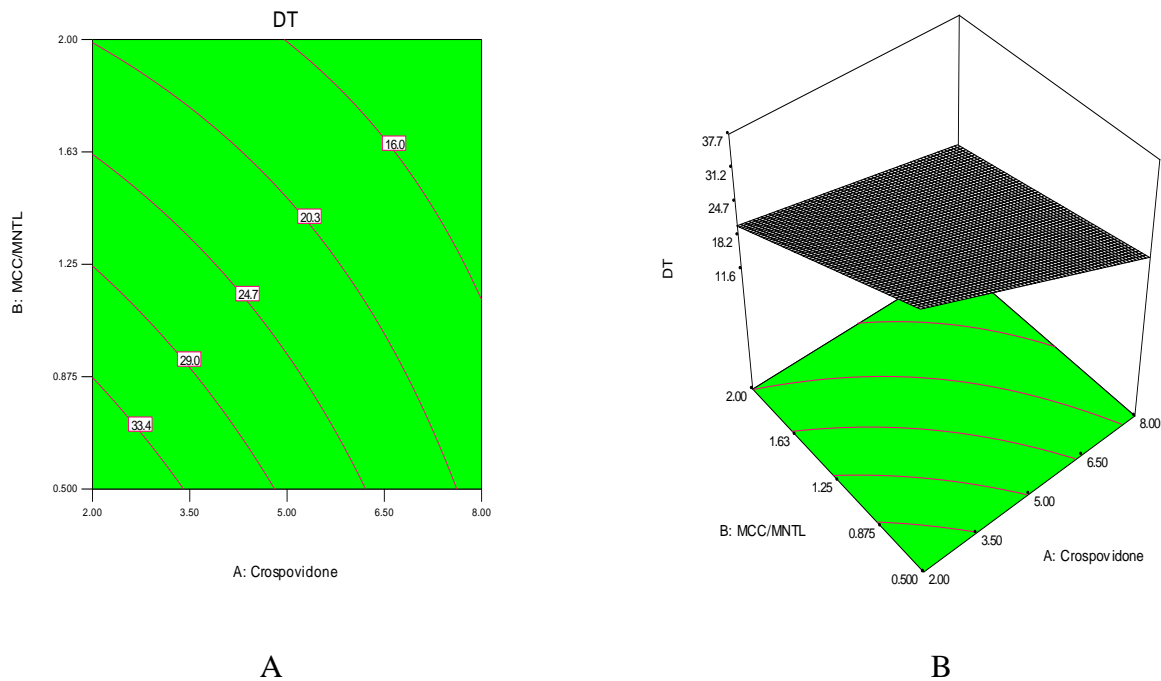 DT
2.00
1.63
1.25
0.875
0.500
B: MCC/MNTL
16.0
20.3
24.7
29.0
33.4
2.00 3.50 5.00 6.50 8.00
A: Crospovidone
A
37.7
31.2
24.7
18.2
11.6
DT
2.00
1.63
1.25
0.875
0.500
B: MCC/MNTL
8.00
6.50
5.00
3.50
2.00
A: Crospovidone
B